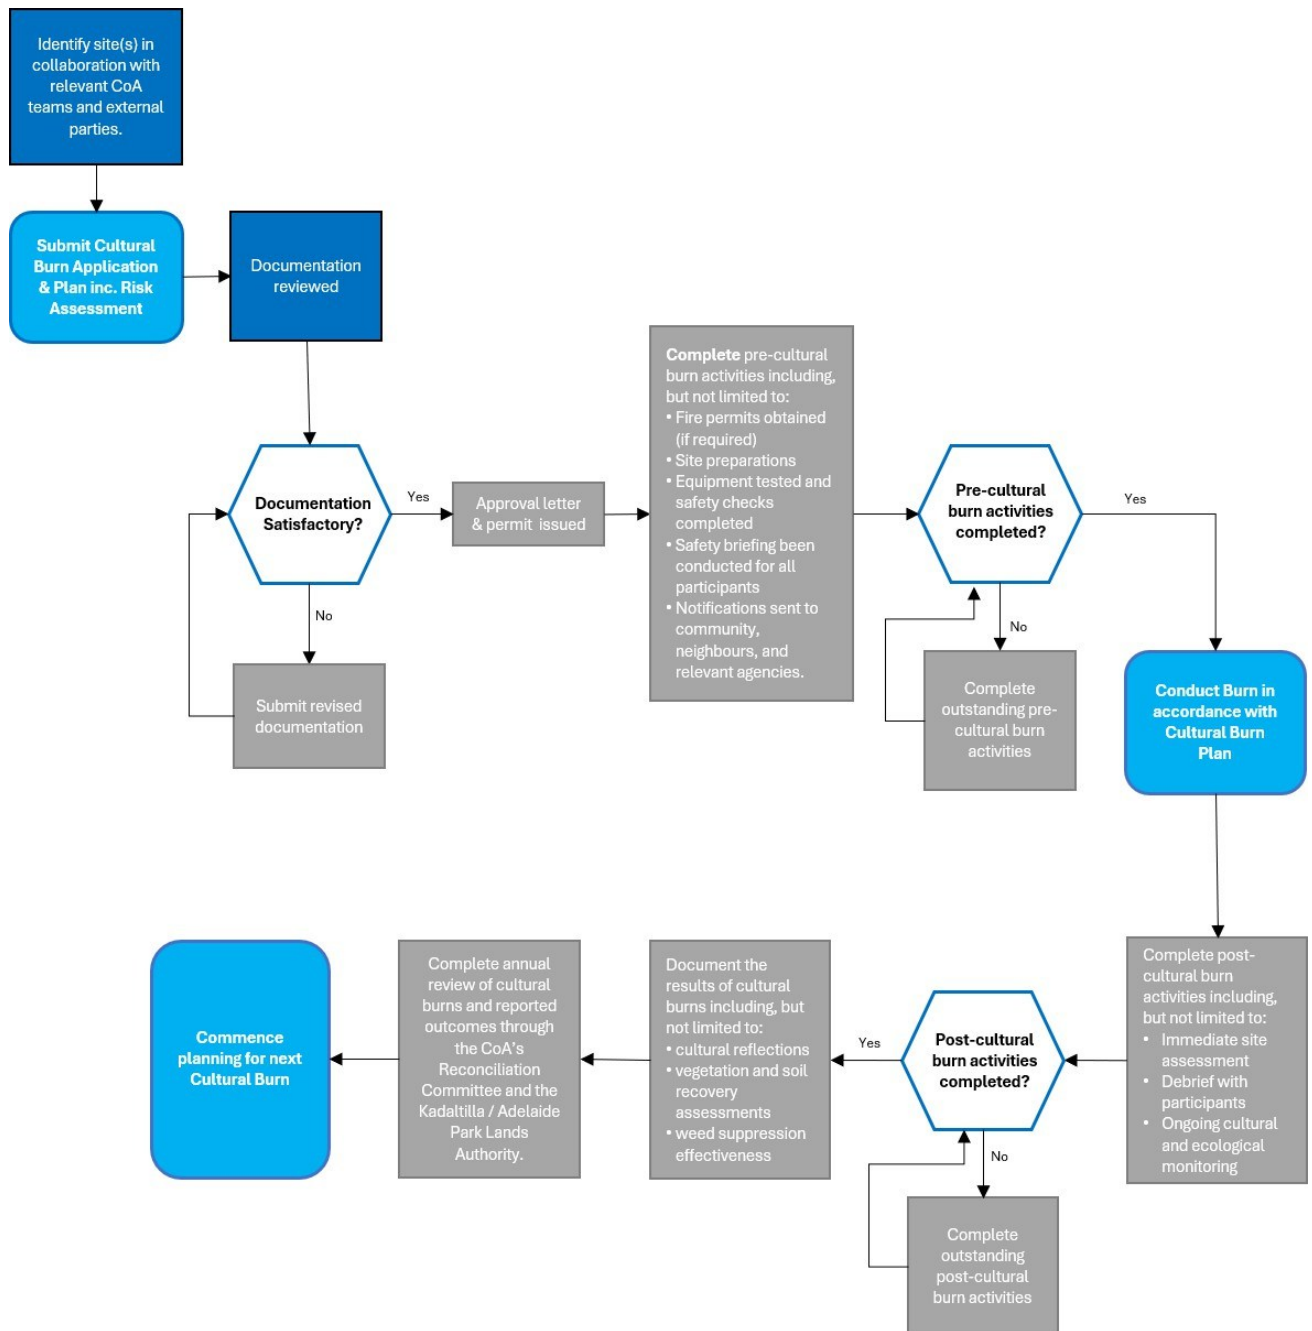 Identify site(s) in
collaboration with
relevant CoA
teams and external
parties.
Submit Cultural
Burn Application
& Plan inc. Risk
Assessment
Documentation
reviewed
Documentation
Satisfactory?
Yes
No
Submit revised
documentation
Approval letter
& permit issued
Complete pre-cultural
burn activities including,
but not limited to:
• Fire permits obtained
(if required)
• Site preparations
• Equipment tested and
safety checks
completed
• Safety briefing been
conducted for all
participants
• Notifications sent to
community,
neighbours, and
relevant agencies.
Pre-cultural
burn activities
completed?
Yes
No
Complete
outstanding pre-
cultural burn
activities
Conduct Burn in
accordance with
Cultural Burn
Plan
Complete post-
cultural burn
activities including,
but not limited to:
• Immediate site
assessment
• Debrief with
participants
• Ongoing cultural
and ecological
monitoring
Post-cultural
burn activities
completed?
Yes
No
Complete
outstanding
post-cultural
burn activities
Document the
results of cultural
burns including, but
not limited to:
• cultural reflections
• vegetation and soil
recovery
assessments
• weed suppression
effectiveness
Complete annual
review of cultural
burns and reported
outcomes through
the CoA's
Reconciliation
Committee and the
Kadaltilla / Adelaide
Park Lands
Authority.
Commence
planning for next
Cultural Burn